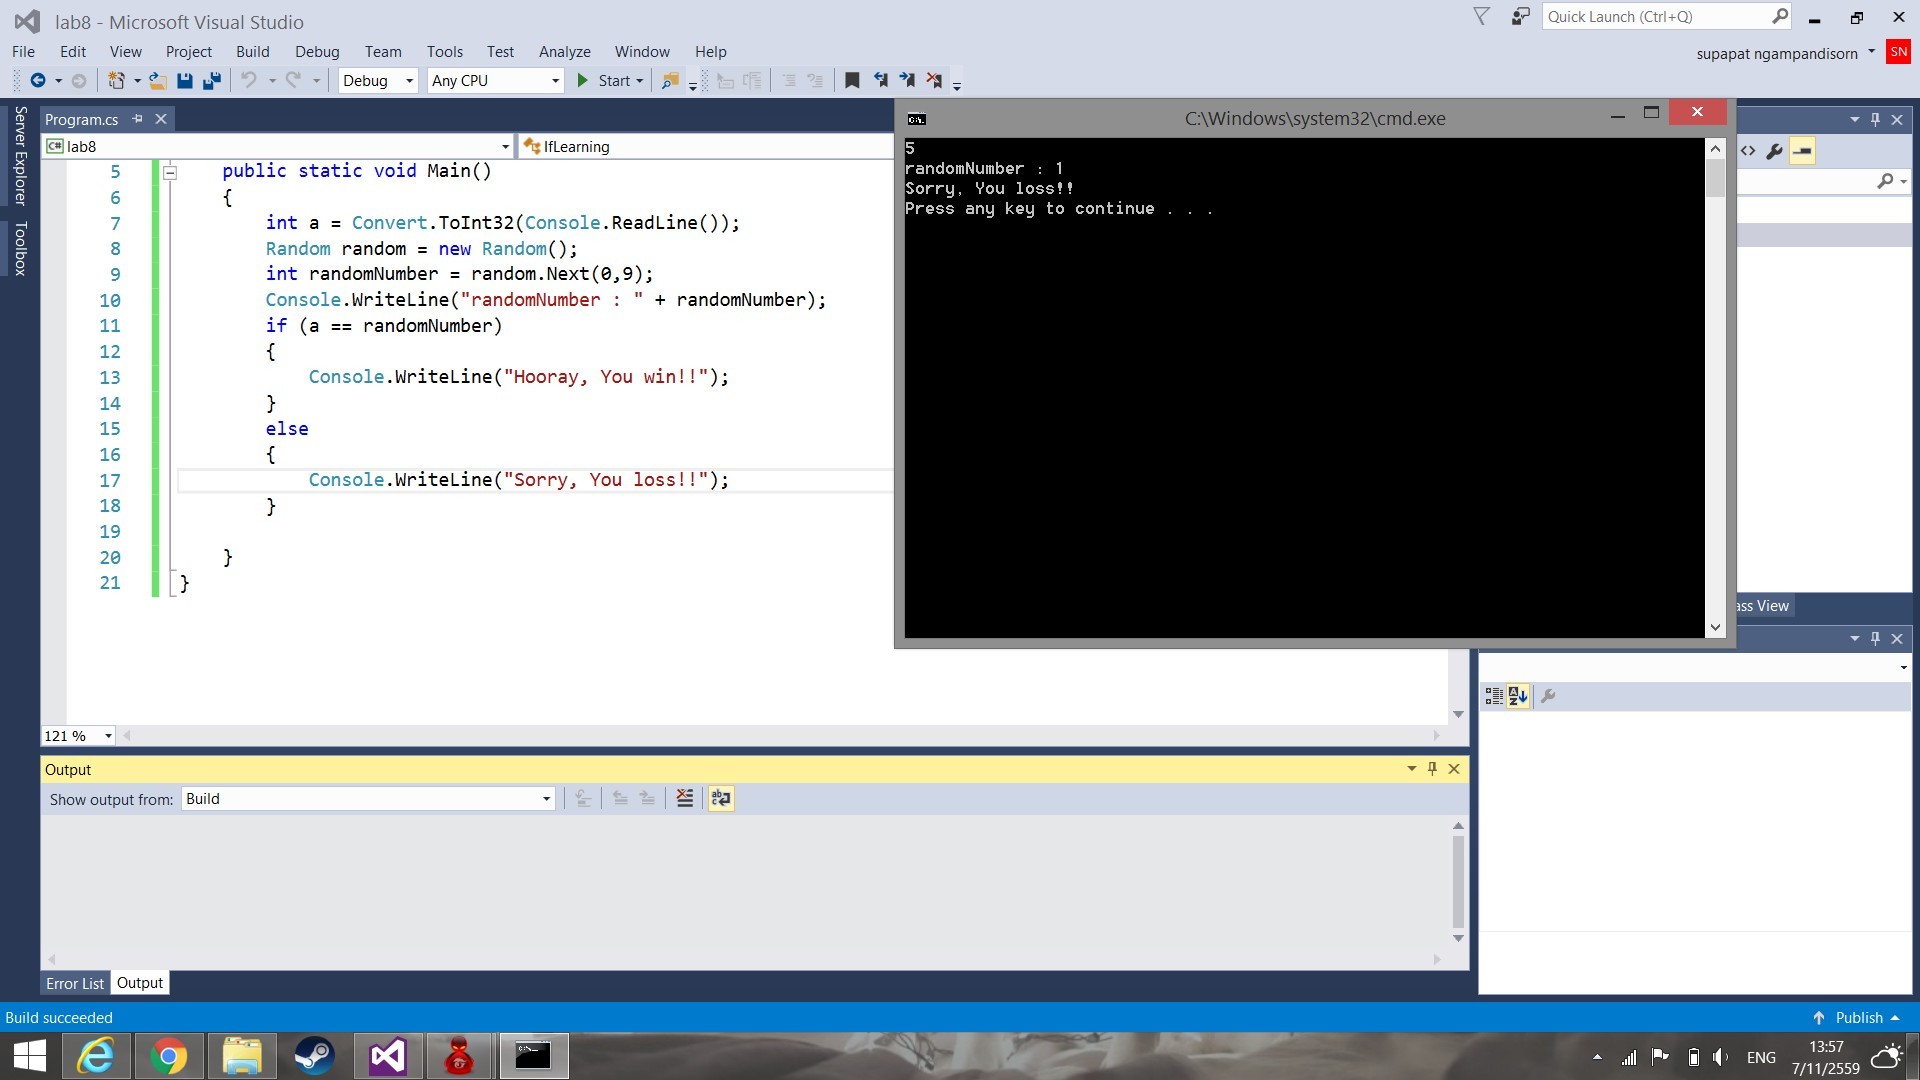 lab8 - Microsoft Visual Studio
Quick Launch (Ctrl+Q)
File Edit View Project Build Debug Team Tools Test Analyze Window Help
supapat ngampandisorn SN
Debug Any CPU Start
Server Explorer
Toolbox
Program.cs
C# lab8
IfLearning
5 public static void Main()
6 {
7 int a = Convert.ToInt32(Console.ReadLine());
8 Random random = new Random();
9 int randomNumber = random.Next(0,9);
10 Console.WriteLine("randomNumber : " + randomNumber);
11 if (a == randomNumber)
12 {
13 Console.WriteLine("Hooray, You win!!");
14 }
15 else
16 {
17 Console.WriteLine("Sorry, You loss!!");
18 }
19
20 }
21 }
C:\Windows\system32\cmd.exe
5
randomNumber : 1
Sorry, You loss!!
Press any key to continue . . .
ass View
121 %
Output
Show output from: Build
Error List Output
Build succeeded
Publish
ENG
13:57
7/11/2559